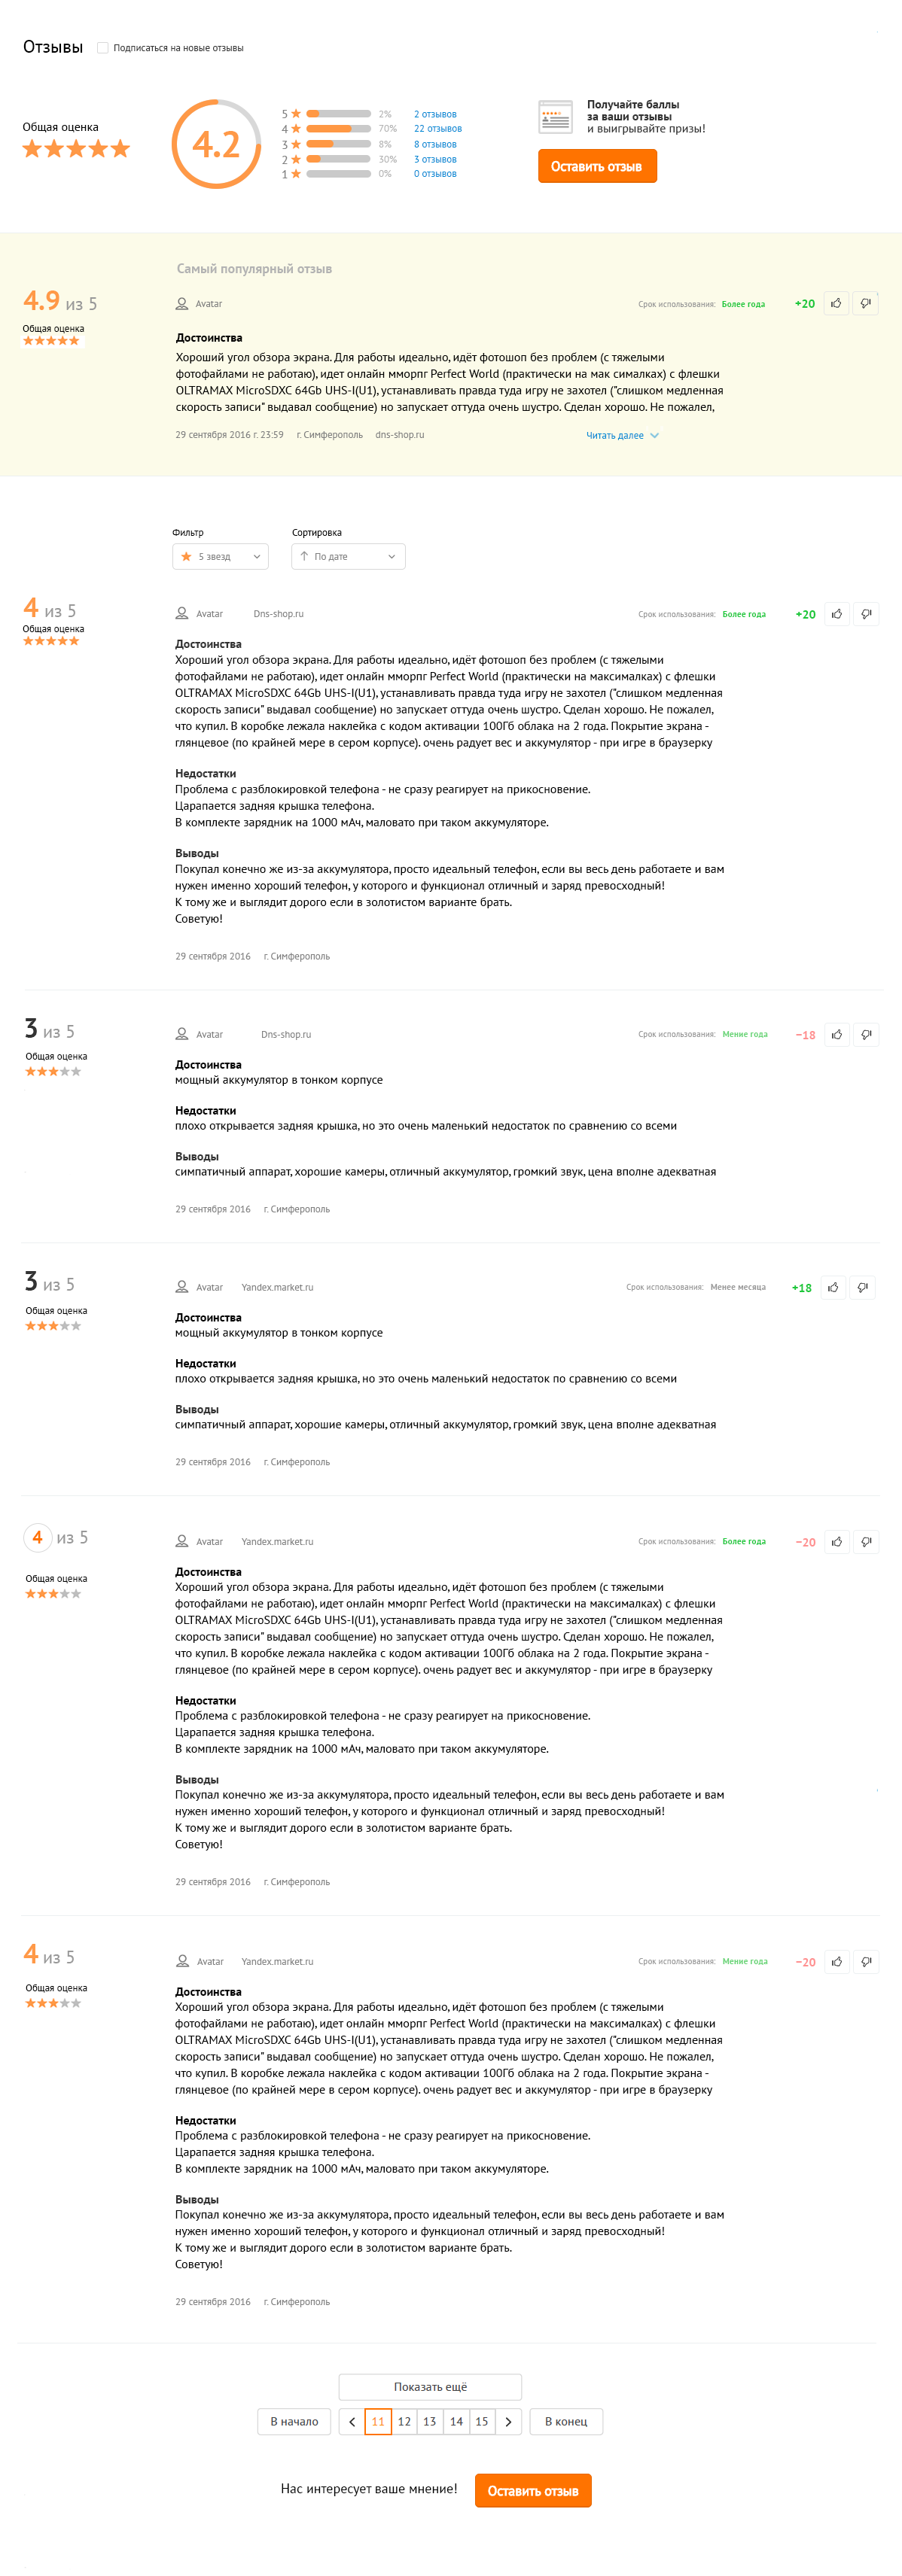 Отзывы Подписаться на новые отзывы
Общая оценка
4.2
5 2% 2 отзывов
4 70% 22 отзывов
3 8% 8 отзывов
2 30% 3 отзывов
1 0% 0 отзывов
Получайте баллы
за ваши отзывы
и выигрывайте призы!
Оставить отзыв
Самый популярный отзыв
4.9 из 5
Общая оценка
Avatar Срок использования: Более года +20
Достоинства
Хороший угол обзора экрана. Для работы идеально, идёт фотошоп без проблем (с тяжелыми
фотофайлами не работаю), идет онлайн мморпг Perfect World (практически на мак сималках) с флешки
OLTRAMAX MicroSDXC 64Gb UHS-I(U1), устанавливать правда туда игру не захотел ("слишком медленная
скорость записи" выдавал сообщение) но запускает оттуда очень шустро. Сделан хорошо. Не пожалел,
29 сентября 2016 г. 23:59 г. Симферополь dns-shop.ru Читать далее
Фильтр Сортировка
5 звезд По дате
4 из 5
Общая оценка
Avatar Dns-shop.ru Срок использования: Более года +20
Достоинства
Хороший угол обзора экрана. Для работы идеально, идёт фотошоп без проблем (с тяжелыми
фотофайлами не работаю), идет онлайн мморпг Perfect World (практически на максималках) с флешки
OLTRAMAX MicroSDXC 64Gb UHS-I(U1), устанавливать правда туда игру не захотел ("слишком медленная
скорость записи" выдавал сообщение) но запускает оттуда очень шустро. Сделан хорошо. Не пожалел,
что купил. В коробке лежала наклейка с кодом активации 100Гб облака на 2 года. Покрытие экрана -
глянцевое (по крайней мере в сером корпусе). очень радует вес и аккумулятор - при игре в браузерку
Недостатки
Проблема с разблокировкой телефона - не сразу реагирует на прикосновение.
Царапается задняя крышка телефона.
В комплекте зарядник на 1000 мАч, маловато при таком аккумуляторе.
Выводы
Покупал конечно же из-за аккумулятора, просто идеальный телефон, если вы весь день работаете и вам
нужен именно хороший телефон, у которого и функционал отличный и заряд превосходный!
К тому же и выглядит дорого если в золотистом варианте брать.
Советую!
29 сентября 2016 г. Симферополь
3 из 5
Общая оценка
Avatar Dns-shop.ru Срок использования: Мение года −18
Достоинства
мощный аккумулятор в тонком корпусе
Недостатки
плохо открывается задняя крышка, но это очень маленький недостаток по сравнению со всеми
Выводы
симпатичный аппарат, хорошие камеры, отличный аккумулятор, громкий звук, цена вполне адекватная
29 сентября 2016 г. Симферополь
3 из 5
Общая оценка
Avatar Yandex.market.ru Срок использования: Менее месяца +18
Достоинства
мощный аккумулятор в тонком корпусе
Недостатки
плохо открывается задняя крышка, но это очень маленький недостаток по сравнению со всеми
Выводы
симпатичный аппарат, хорошие камеры, отличный аккумулятор, громкий звук, цена вполне адекватная
29 сентября 2016 г. Симферополь
4 из 5
Общая оценка
Avatar Yandex.market.ru Срок использования: Более года −20
Достоинства
Хороший угол обзора экрана. Для работы идеально, идёт фотошоп без проблем (с тяжелыми
фотофайлами не работаю), идет онлайн мморпг Perfect World (практически на максималках) с флешки
OLTRAMAX MicroSDXC 64Gb UHS-I(U1), устанавливать правда туда игру не захотел ("слишком медленная
скорость записи" выдавал сообщение) но запускает оттуда очень шустро. Сделан хорошо. Не пожалел,
что купил. В коробке лежала наклейка с кодом активации 100Гб облака на 2 года. Покрытие экрана -
глянцевое (по крайней мере в сером корпусе). очень радует вес и аккумулятор - при игре в браузерку
Недостатки
Проблема с разблокировкой телефона - не сразу реагирует на прикосновение.
Царапается задняя крышка телефона.
В комплекте зарядник на 1000 мАч, маловато при таком аккумуляторе.
Выводы
Покупал конечно же из-за аккумулятора, просто идеальный телефон, если вы весь день работаете и вам
нужен именно хороший телефон, у которого и функционал отличный и заряд превосходный!
К тому же и выглядит дорого если в золотистом варианте брать.
Советую!
29 сентября 2016 г. Симферополь
4 из 5
Общая оценка
Avatar Yandex.market.ru Срок использования: Мение года −20
Достоинства
Хороший угол обзора экрана. Для работы идеально, идёт фотошоп без проблем (с тяжелыми
фотофайлами не работаю), идет онлайн мморпг Perfect World (практически на максималках) с флешки
OLTRAMAX MicroSDXC 64Gb UHS-I(U1), устанавливать правда туда игру не захотел ("слишком медленная
скорость записи" выдавал сообщение) но запускает оттуда очень шустро. Сделан хорошо. Не пожалел,
что купил. В коробке лежала наклейка с кодом активации 100Гб облака на 2 года. Покрытие экрана -
глянцевое (по крайней мере в сером корпусе). очень радует вес и аккумулятор - при игре в браузерку
Недостатки
Проблема с разблокировкой телефона - не сразу реагирует на прикосновение.
Царапается задняя крышка телефона.
В комплекте зарядник на 1000 мАч, маловато при таком аккумуляторе.
Выводы
Покупал конечно же из-за аккумулятора, просто идеальный телефон, если вы весь день работаете и вам
нужен именно хороший телефон, у которого и функционал отличный и заряд превосходный!
К тому же и выглядит дорого если в золотистом варианте брать.
Советую!
29 сентября 2016 г. Симферополь
Показать ещё
В начало 11 12 13 14 15 В конец
Нас интересует ваше мнение! Оставить отзыв